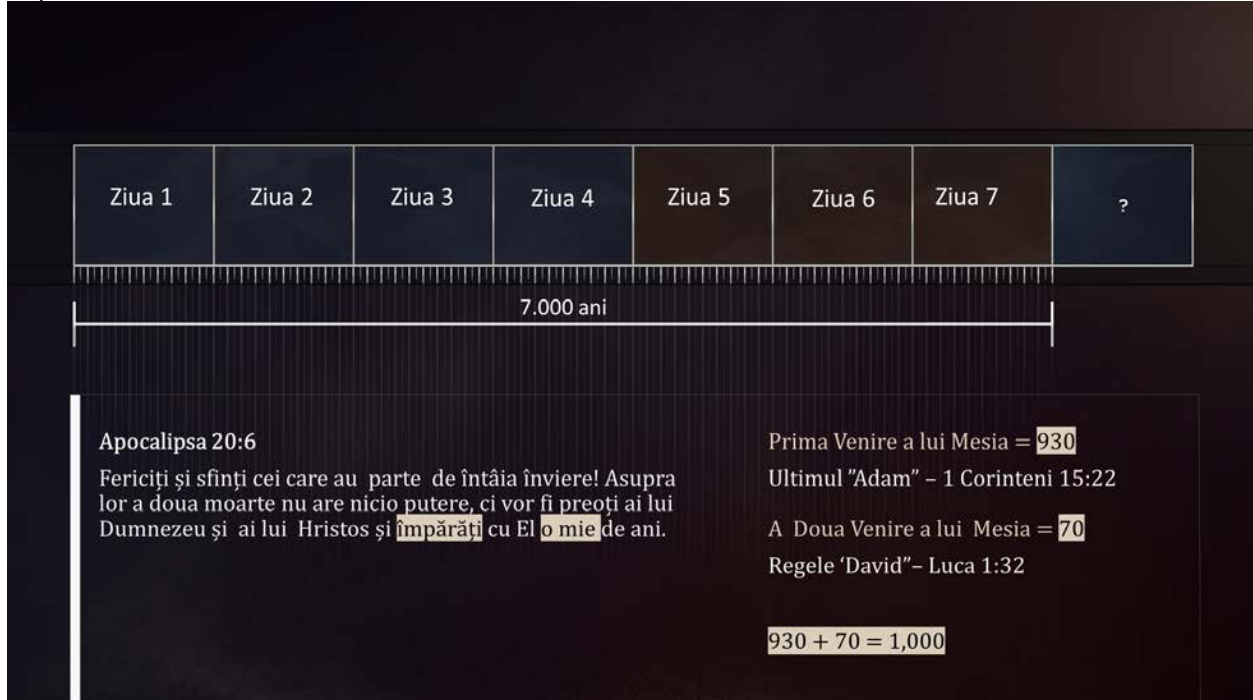 Ziua 1 Ziua 2 Ziua 3 Ziua 4 Ziua 5 Ziua 6 Ziua 7 ?
7.000 ani
Apocalipsa 20:6
Fericiți și sfinți cei care au parte de întâia înviere! Asupra
lor a doua moarte nu are nicio putere, ci vor fi preoți ai lui
Dumnezeu și ai lui Hristos și împărăți cu El o mie de ani.
Prima Venire a lui Mesia = 930
Ultimul ”Adam” – 1 Corinteni 15:22
A Doua Venire a lui Mesia = 70
Regele ‘David”– Luca 1:32
930 + 70 = 1,000